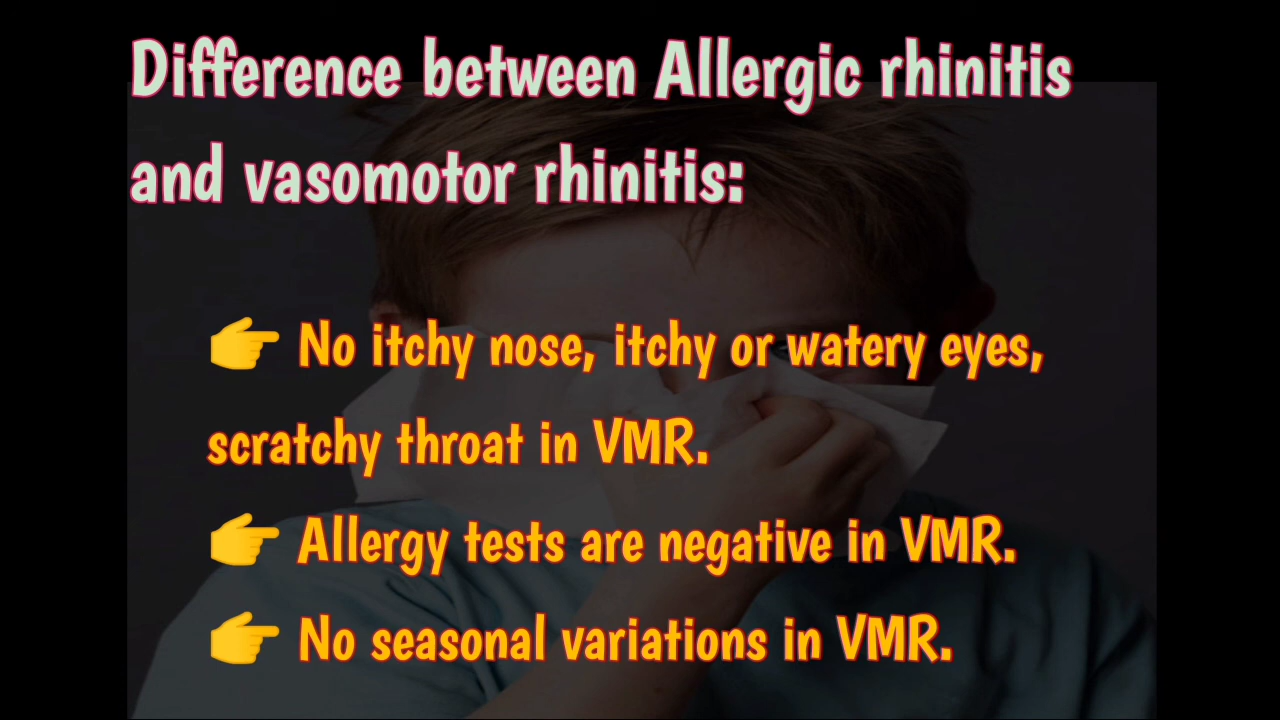 Difference between Allergic rhinitis
and vasomotor rhinitis:
👉 No itchy nose, itchy or watery eyes,
scratchy throat in VMR.
👉 Allergy tests are negative in VMR.
👉 No seasonal variations in VMR.